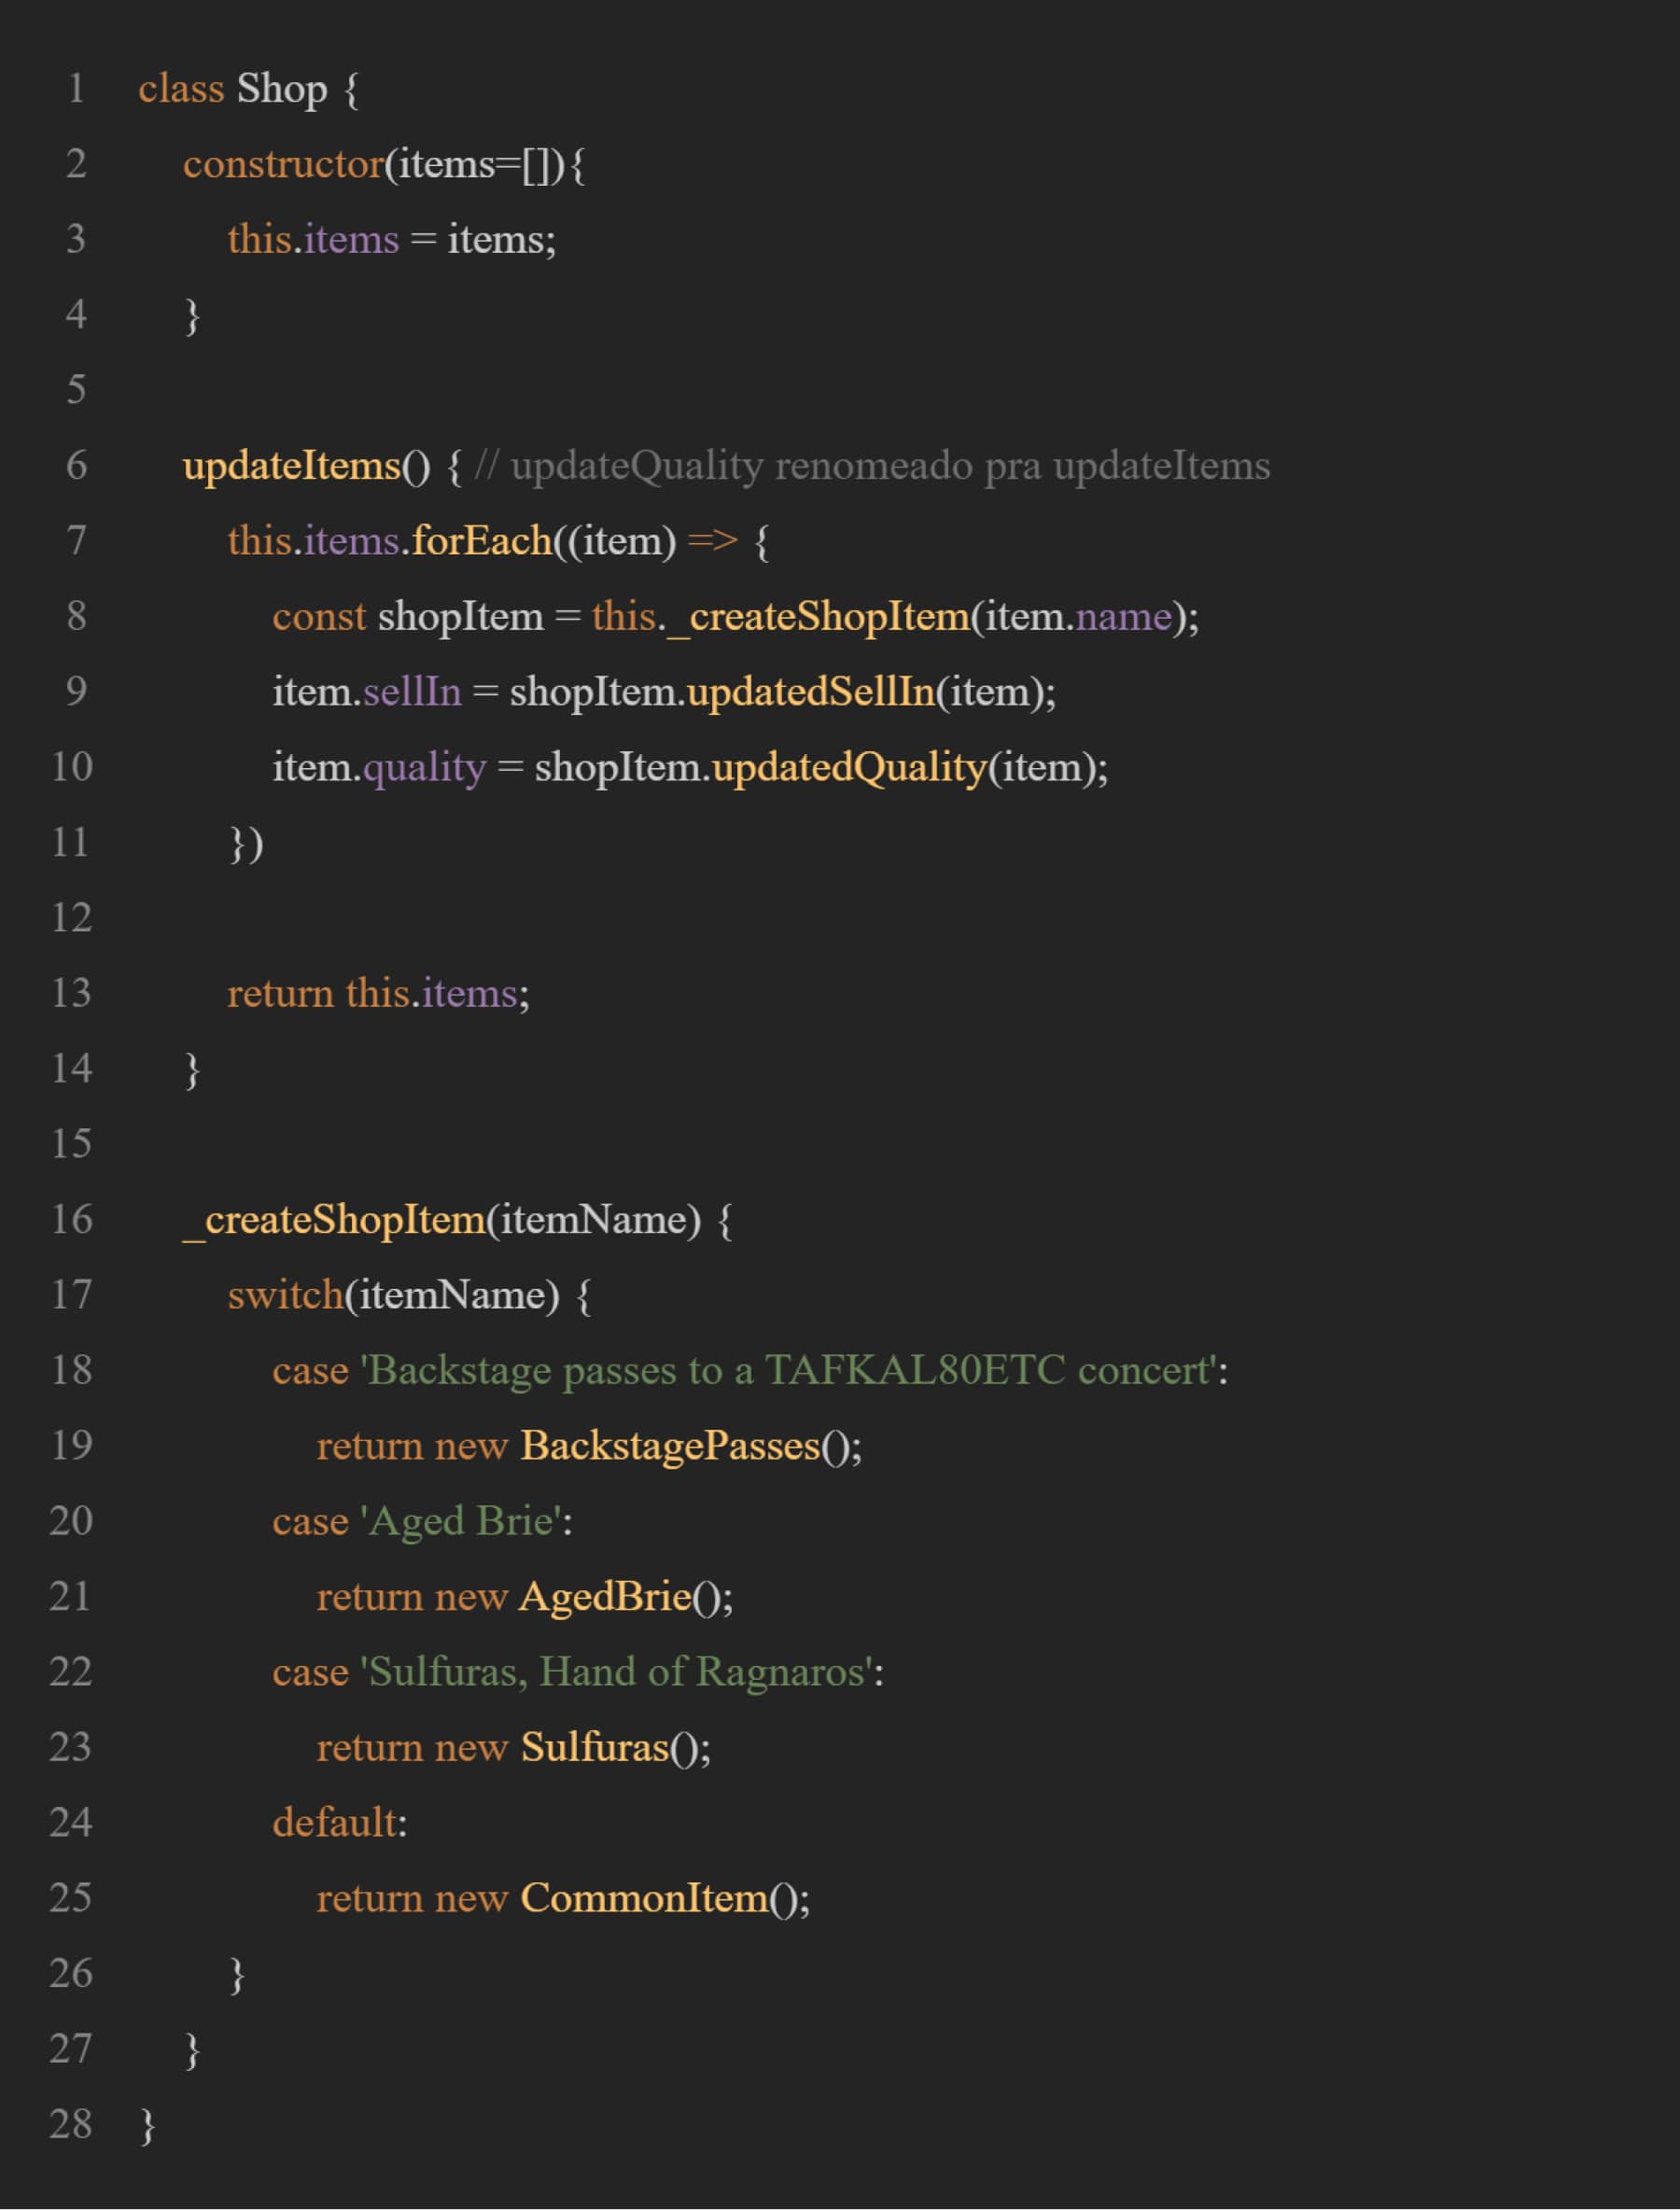 1 class Shop {
2 constructor(items=[]){
3 this.items = items;
4 }
5
6 updateItems() { // updateQuality renomeado pra updateItems
7 this.items.forEach((item) => {
8 const shopItem = this._createShopItem(item.name);
9 item.sellIn = shopItem.updatedSellIn(item);
10 item.quality = shopItem.updatedQuality(item);
11 })
12
13 return this.items;
14 }
15
16 _createShopItem(itemName) {
17 switch(itemName) {
18 case 'Backstage passes to a TAFKAL80ETC concert':
19 return new BackstagePasses();
20 case 'Aged Brie':
21 return new AgedBrie();
22 case 'Sulfuras, Hand of Ragnaros':
23 return new Sulfuras();
24 default:
25 return new CommonItem();
26 }
27 }
28 }